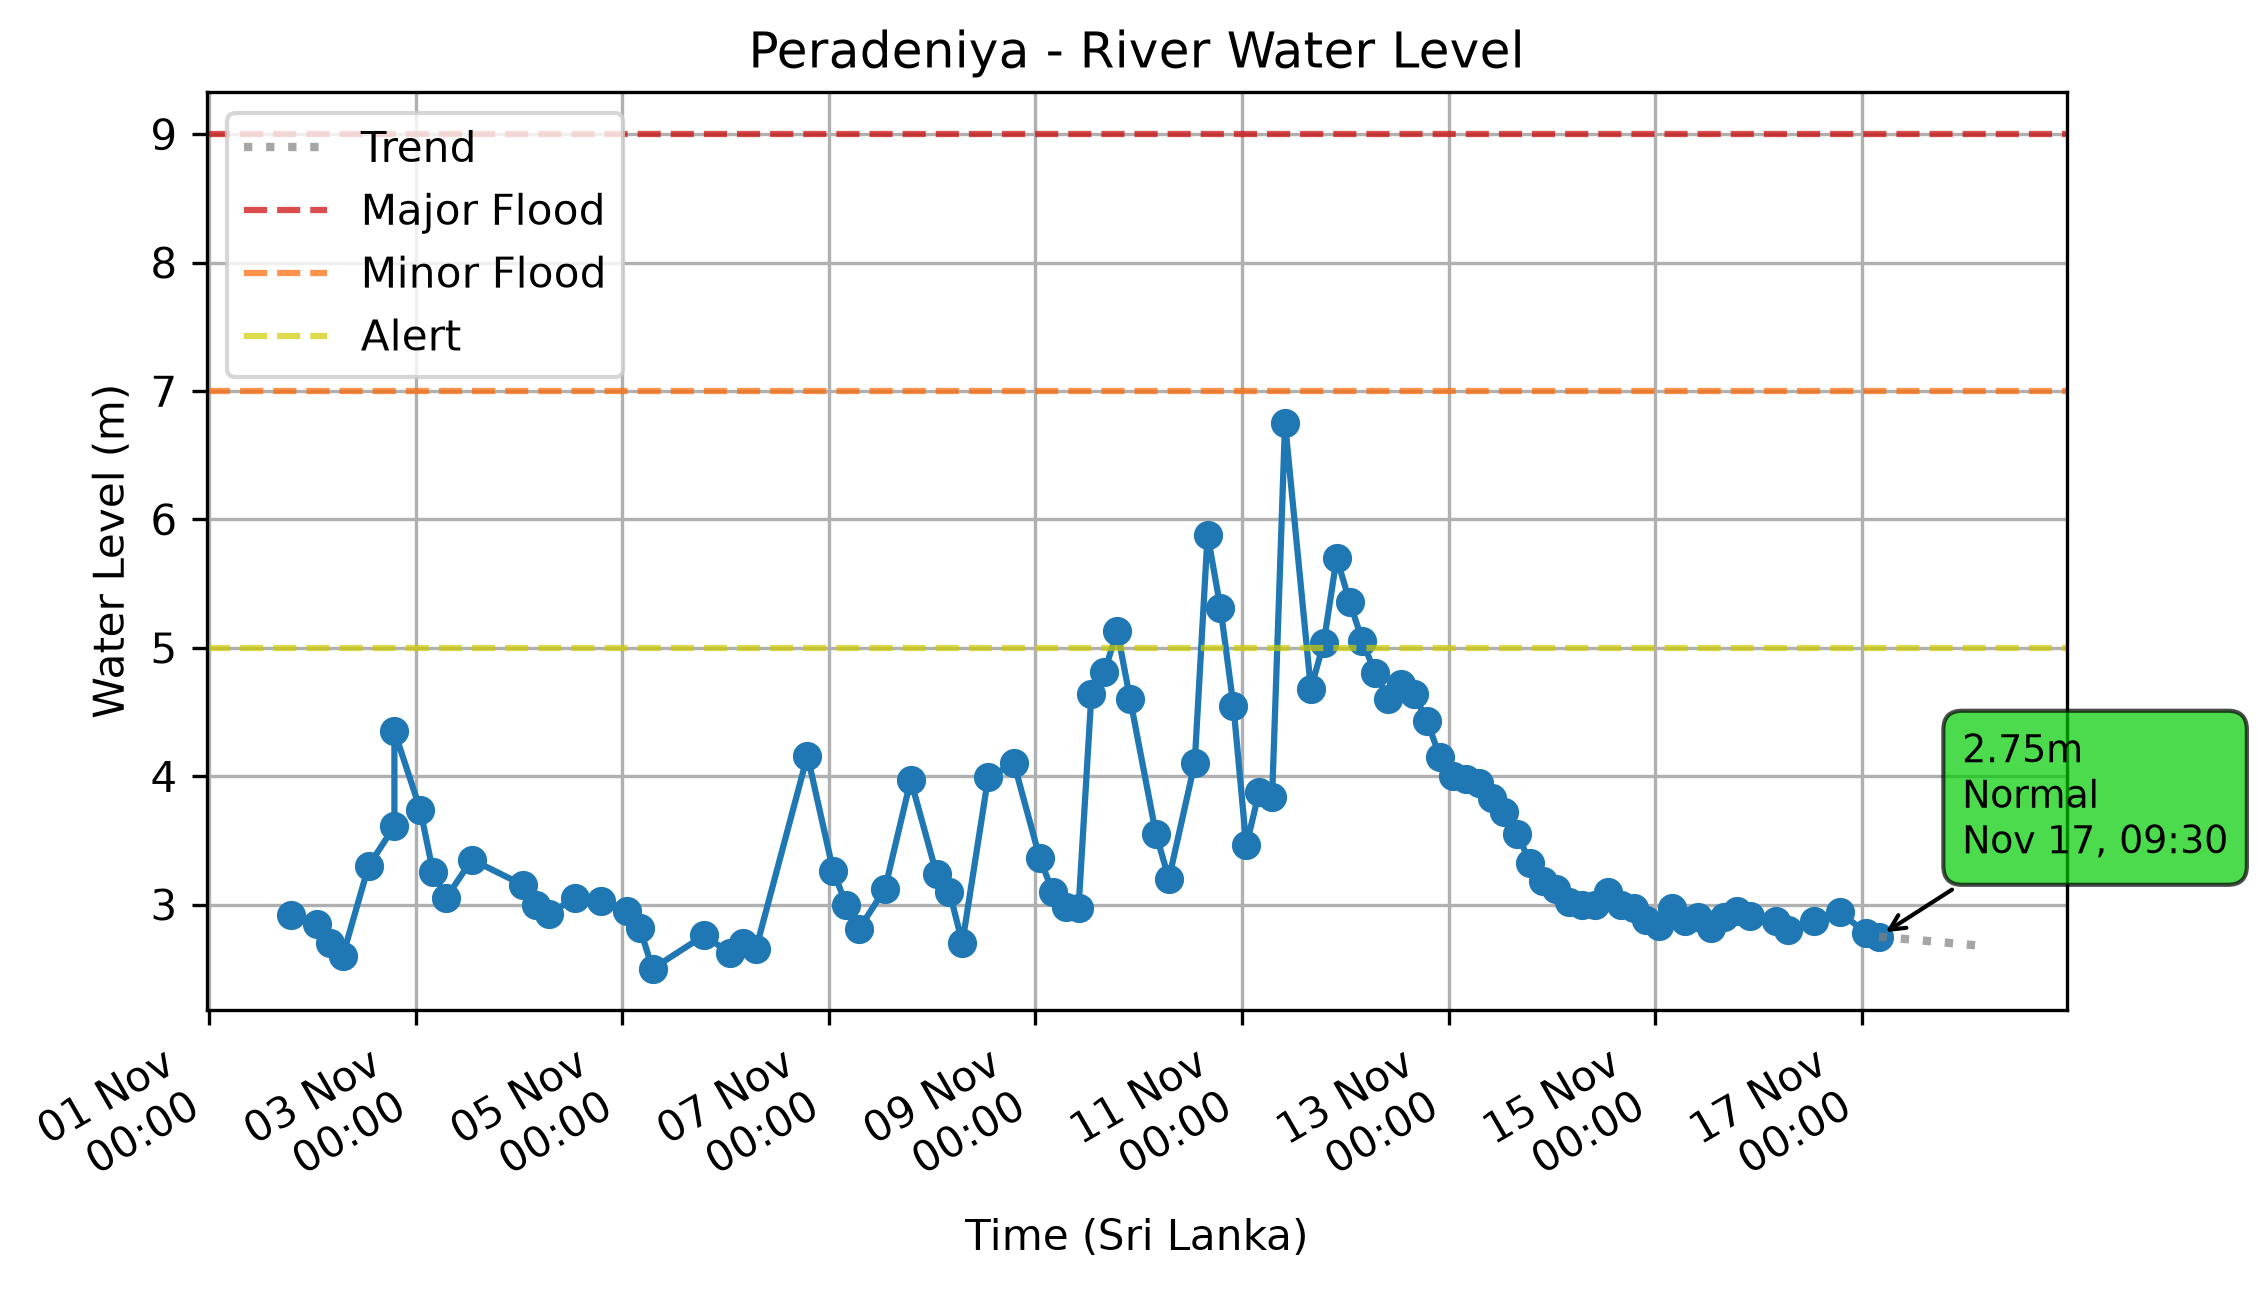 Peradeniya - River Water Level
Trend
Major Flood
Minor Flood
Alert
9
8
7
6
5
4
3
Water Level (m)
2.75m
Normal
Nov 17, 09:30
01 Nov
00:00
03 Nov
00:00
05 Nov
00:00
07 Nov
00:00
09 Nov
00:00
11 Nov
00:00
13 Nov
00:00
15 Nov
00:00
17 Nov
00:00
Time (Sri Lanka)